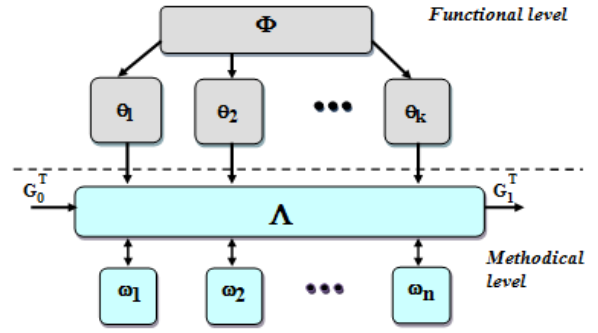 Functional level
Φ
θ1 θ2 ••• θk
G0T Λ G1T
Methodical
level
ω1 ω2 ••• ωn